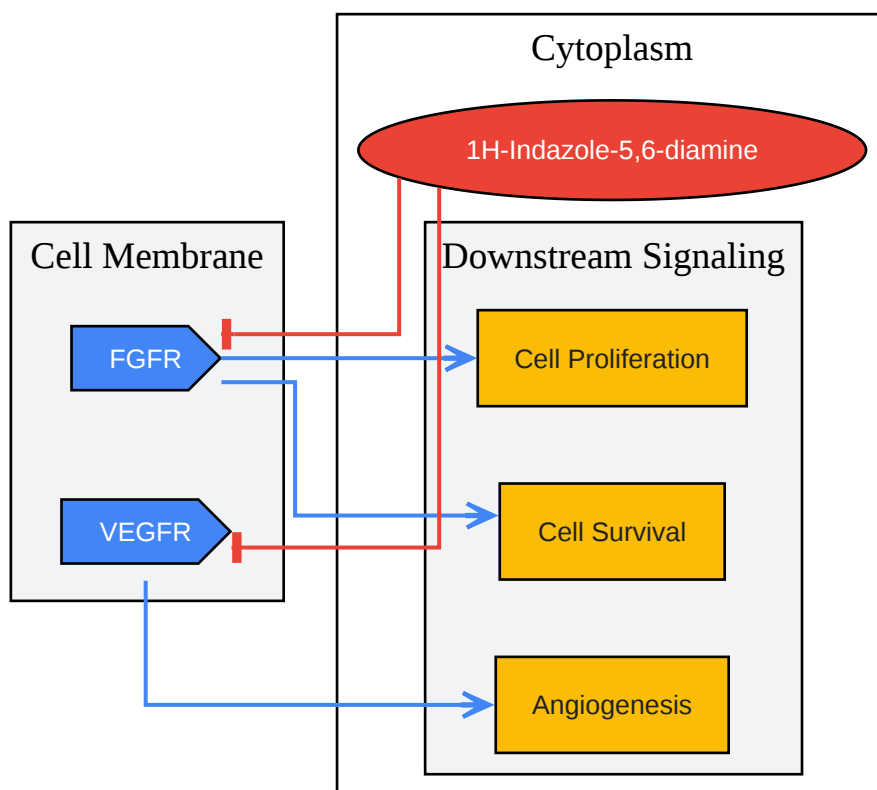 Cytoplasm
1H-Indazole-5,6-diamine
Cell Membrane
Downstream Signaling
FGFR
Cell Proliferation
VEGFR
Cell Survival
Angiogenesis